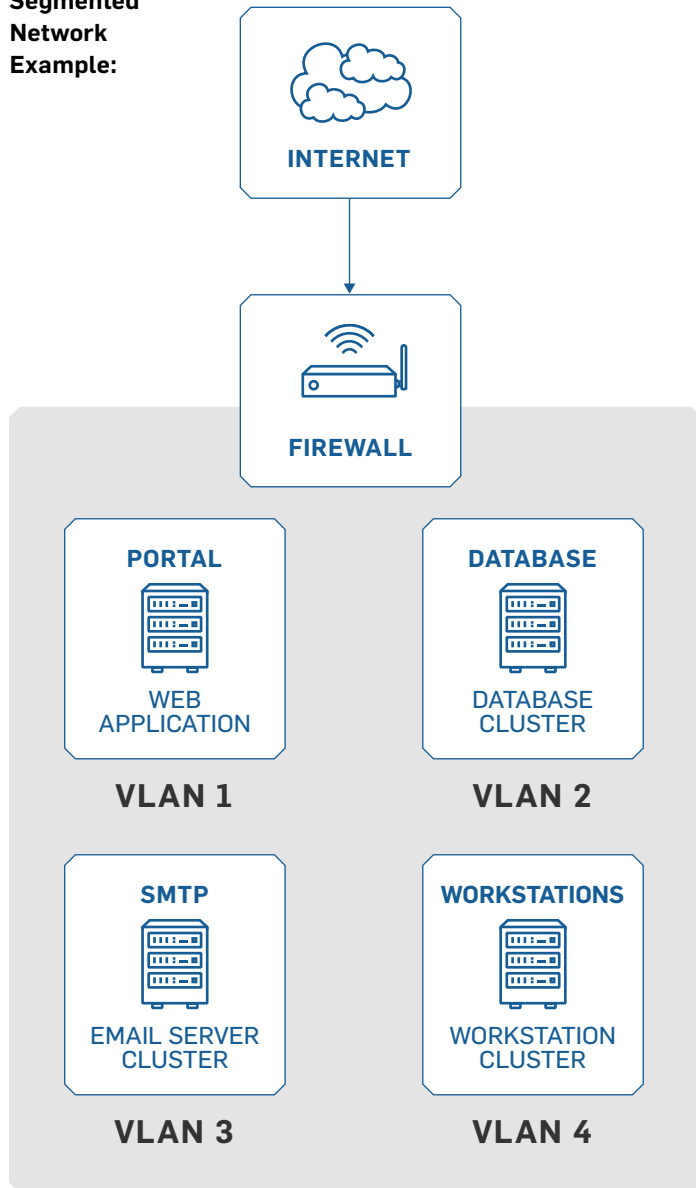 Segmented
Network
Example:
INTERNET
FIREWALL
PORTAL
WEB
APPLICATION
VLAN 1
DATABASE
DATABASE
CLUSTER
VLAN 2
SMTP
EMAIL SERVER
CLUSTER
VLAN 3
WORKSTATIONS
WORKSTATION
CLUSTER
VLAN 4